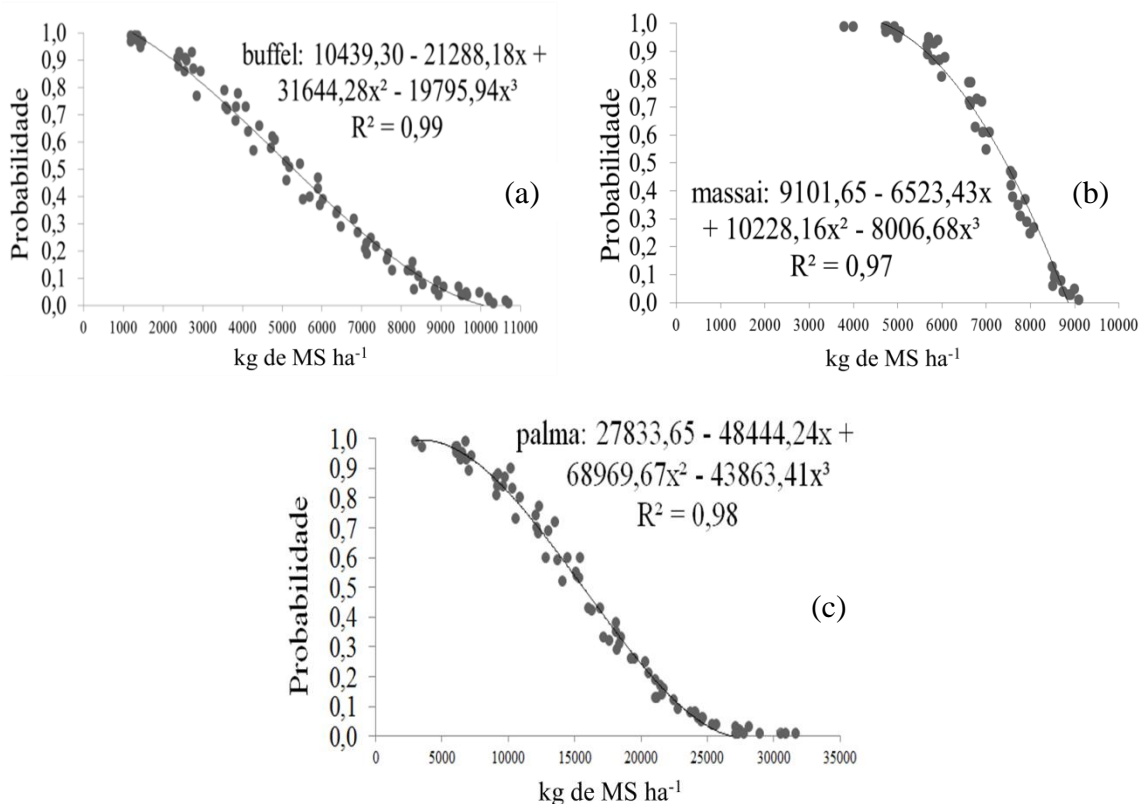 1,0
0,9
0,8
0,7
0,6
0,5
0,4
0,3
0,2
0,1
0,0
Probabilidade
buffel: 10439,30 - 21288,18x +
31644,28x² - 19795,94x³
R² = 0,99
(a)
0 1000 2000 3000 4000 5000 6000 7000 8000 9000 10000 11000
kg de MS ha⁻¹
1,0
0,9
0,8
0,7
0,6
0,5
0,4
0,3
0,2
0,1
0,0
Probabilidade
massai: 9101,65 - 6523,43x
+ 10228,16x² - 8006,68x³
R² = 0,97
(b)
0 1000 2000 3000 4000 5000 6000 7000 8000 9000 10000
kg de MS ha⁻¹
1,0
0,9
0,8
0,7
0,6
0,5
0,4
0,3
0,2
0,1
0,0
Probabilidade
palma: 27833,65 - 48444,24x +
68969,67x² - 43863,41x³
R² = 0,98
(c)
0 5000 10000 15000 20000 25000 30000 35000
kg de MS ha⁻¹